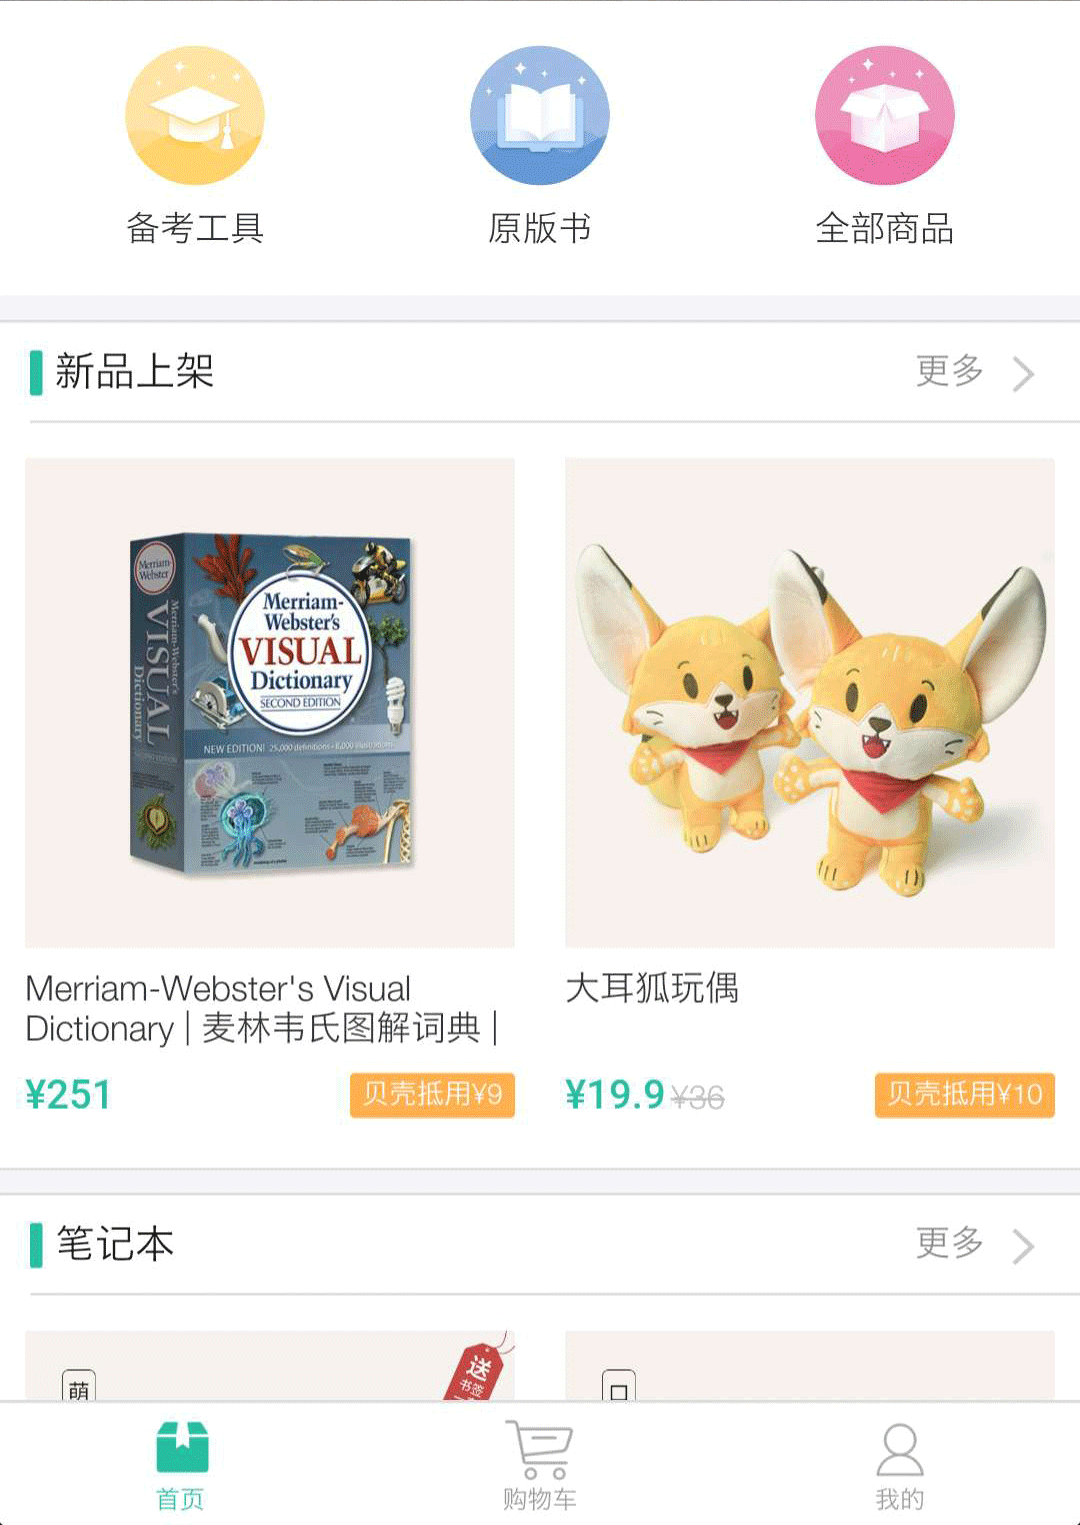 备考工具
原版书
全部商品
新品上架
更多
Merriam-
Webster
Merriam-Webster's
VISUAL
Dictionary
Merriam-
Webster's
VISUAL
Dictionary
SECOND EDITION
NEW EDITION! 25,000 definitions • 8,000 illustrations
Merriam-Webster's Visual
Dictionary | 麦林韦氏图解词典 |
¥251
贝壳抵用¥9
大耳狐玩偶
¥19.9 ¥36
贝壳抵用¥10
笔记本
更多
萌
送
书签
口
首页
购物车
我的